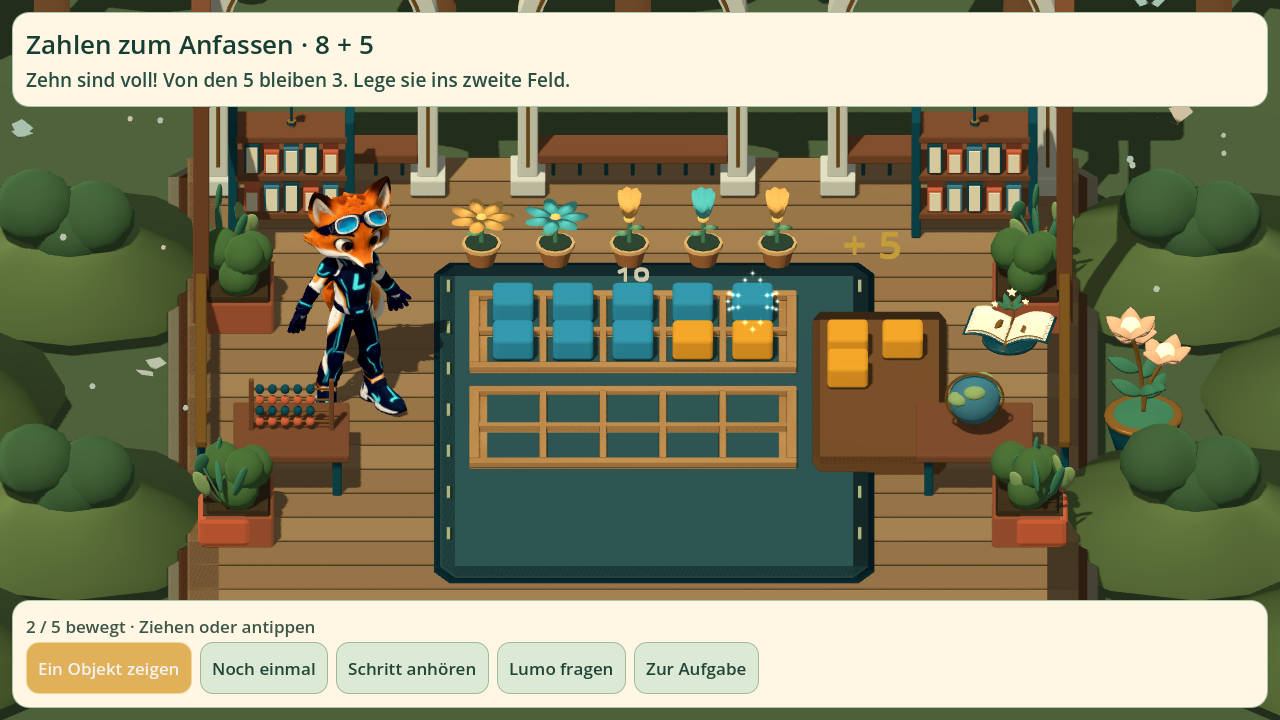 Zahlen zum Anfassen · 8 + 5
Zehn sind voll! Von den 5 bleiben 3. Lege sie ins zweite Feld.
+ 5
10
2 / 5 bewegt · Ziehen oder antippen
Ein Objekt zeigen
Noch einmal
Schritt anhören
Lumo fragen
Zur Aufgabe